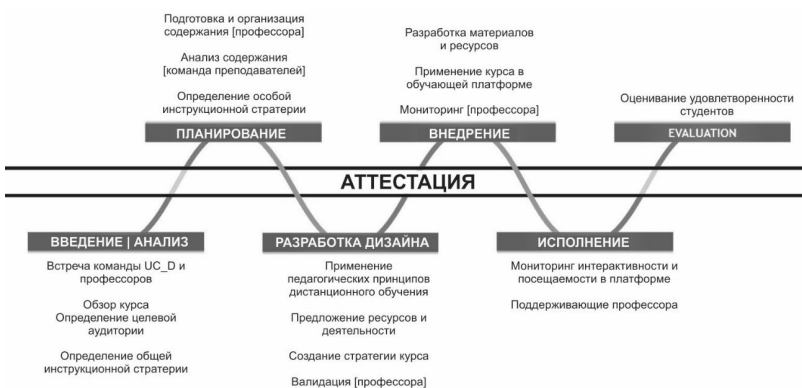 Подготовка и организация
содержания [профессора]
Анализ содержания
[команда преподавателей]
Определение особой
инструкционной стратерии
ПЛАНИРОВАНИЕ
Разработка материалов
и ресурсов
Применение курса в
обучающей платформе
Мониторинг [профессора]
ВНЕДРЕНИЕ
Оценивание удовлетворенности
студентов
EVALUATION
АТТЕСТАЦИЯ
ВВЕДЕНИЕ | АНАЛИЗ
Встреча команды UC_D и
профессоров
Обзор курса
Определение целевой
аудитории
Определение общей
инструкционной стратерии
РАЗРАБОТКА ДИЗАЙНА
Применение
педагогических принципов
дистанционного обучения
Предложение ресурсов и
деятельности
Создание стратегии курса
Валидация [профессора]
ИСПОЛНЕНИЕ
Мониторинг интерактивности и
посещаемости в платформе
Поддерживающие профессора